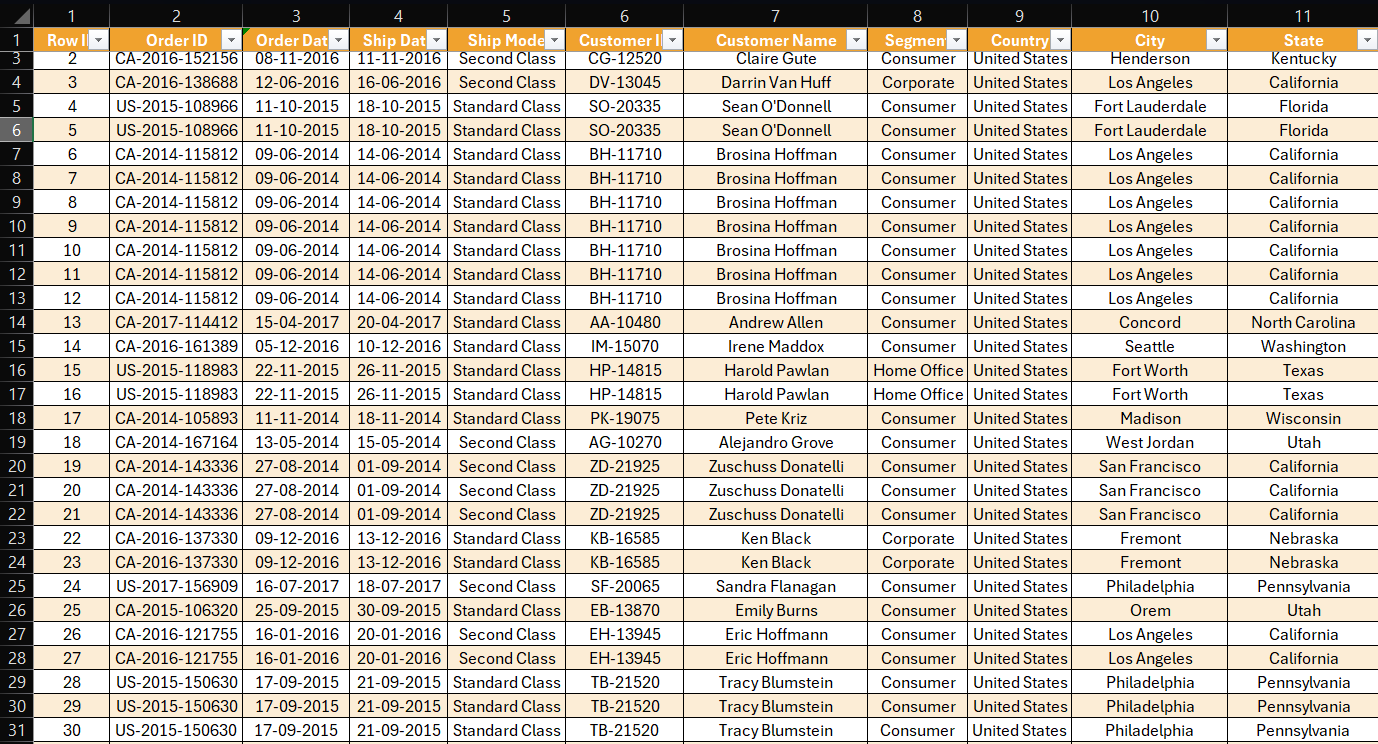 1 2 3 4 5 6 7 8 9 10 11
1 Row I Order ID Order Dat Ship Dat Ship Mode Customer I Customer Name Segmen Country City State
3 2 CA-2016-152156 08-11-2016 11-11-2016 Second Class CG-12520 Claire Gute Consumer United States Henderson Kentucky
4 3 CA-2016-138688 12-06-2016 16-06-2016 Second Class DV-13045 Darrin Van Huff Corporate United States Los Angeles California
5 4 US-2015-108966 11-10-2015 18-10-2015 Standard Class SO-20335 Sean O'Donnell Consumer United States Fort Lauderdale Florida
6 5 US-2015-108966 11-10-2015 18-10-2015 Standard Class SO-20335 Sean O'Donnell Consumer United States Fort Lauderdale Florida
7 6 CA-2014-115812 09-06-2014 14-06-2014 Standard Class BH-11710 Brosina Hoffman Consumer United States Los Angeles California
8 7 CA-2014-115812 09-06-2014 14-06-2014 Standard Class BH-11710 Brosina Hoffman Consumer United States Los Angeles California
9 8 CA-2014-115812 09-06-2014 14-06-2014 Standard Class BH-11710 Brosina Hoffman Consumer United States Los Angeles California
10 9 CA-2014-115812 09-06-2014 14-06-2014 Standard Class BH-11710 Brosina Hoffman Consumer United States Los Angeles California
11 10 CA-2014-115812 09-06-2014 14-06-2014 Standard Class BH-11710 Brosina Hoffman Consumer United States Los Angeles California
12 11 CA-2014-115812 09-06-2014 14-06-2014 Standard Class BH-11710 Brosina Hoffman Consumer United States Los Angeles California
13 12 CA-2014-115812 09-06-2014 14-06-2014 Standard Class BH-11710 Brosina Hoffman Consumer United States Los Angeles California
14 13 CA-2017-114412 15-04-2017 20-04-2017 Standard Class AA-10480 Andrew Allen Consumer United States Concord North Carolina
15 14 CA-2016-161389 05-12-2016 10-12-2016 Standard Class IM-15070 Irene Maddox Consumer United States Seattle Washington
16 15 US-2015-118983 22-11-2015 26-11-2015 Standard Class HP-14815 Harold Pawlan Home Office United States Fort Worth Texas
17 16 US-2015-118983 22-11-2015 26-11-2015 Standard Class HP-14815 Harold Pawlan Home Office United States Fort Worth Texas
18 17 CA-2014-105893 11-11-2014 18-11-2014 Standard Class PK-19075 Pete Kriz Consumer United States Madison Wisconsin
19 18 CA-2014-167164 13-05-2014 15-05-2014 Second Class AG-10270 Alejandro Grove Consumer United States West Jordan Utah
20 19 CA-2014-143336 27-08-2014 01-09-2014 Second Class ZD-21925 Zuschuss Donatelli Consumer United States San Francisco California
21 20 CA-2014-143336 27-08-2014 01-09-2014 Second Class ZD-21925 Zuschuss Donatelli Consumer United States San Francisco California
22 21 CA-2014-143336 27-08-2014 01-09-2014 Second Class ZD-21925 Zuschuss Donatelli Consumer United States San Francisco California
23 22 CA-2016-137330 09-12-2016 13-12-2016 Standard Class KB-16585 Ken Black Corporate United States Fremont Nebraska
24 23 CA-2016-137330 09-12-2016 13-12-2016 Standard Class KB-16585 Ken Black Corporate United States Fremont Nebraska
25 24 US-2017-156909 16-07-2017 18-07-2017 Second Class SF-20065 Sandra Flanagan Consumer United States Philadelphia Pennsylvania
26 25 CA-2015-106320 25-09-2015 30-09-2015 Standard Class EB-13870 Emily Burns Consumer United States Orem Utah
27 26 CA-2016-121755 16-01-2016 20-01-2016 Second Class EH-13945 Eric Hoffmann Consumer United States Los Angeles California
28 27 CA-2016-121755 16-01-2016 20-01-2016 Second Class EH-13945 Eric Hoffmann Consumer United States Los Angeles California
29 28 US-2015-150630 17-09-2015 21-09-2015 Standard Class TB-21520 Tracy Blumstein Consumer United States Philadelphia Pennsylvania
30 29 US-2015-150630 17-09-2015 21-09-2015 Standard Class TB-21520 Tracy Blumstein Consumer United States Philadelphia Pennsylvania
31 30 US-2015-150630 17-09-2015 21-09-2015 Standard Class TB-21520 Tracy Blumstein Consumer United States Philadelphia Pennsylvania